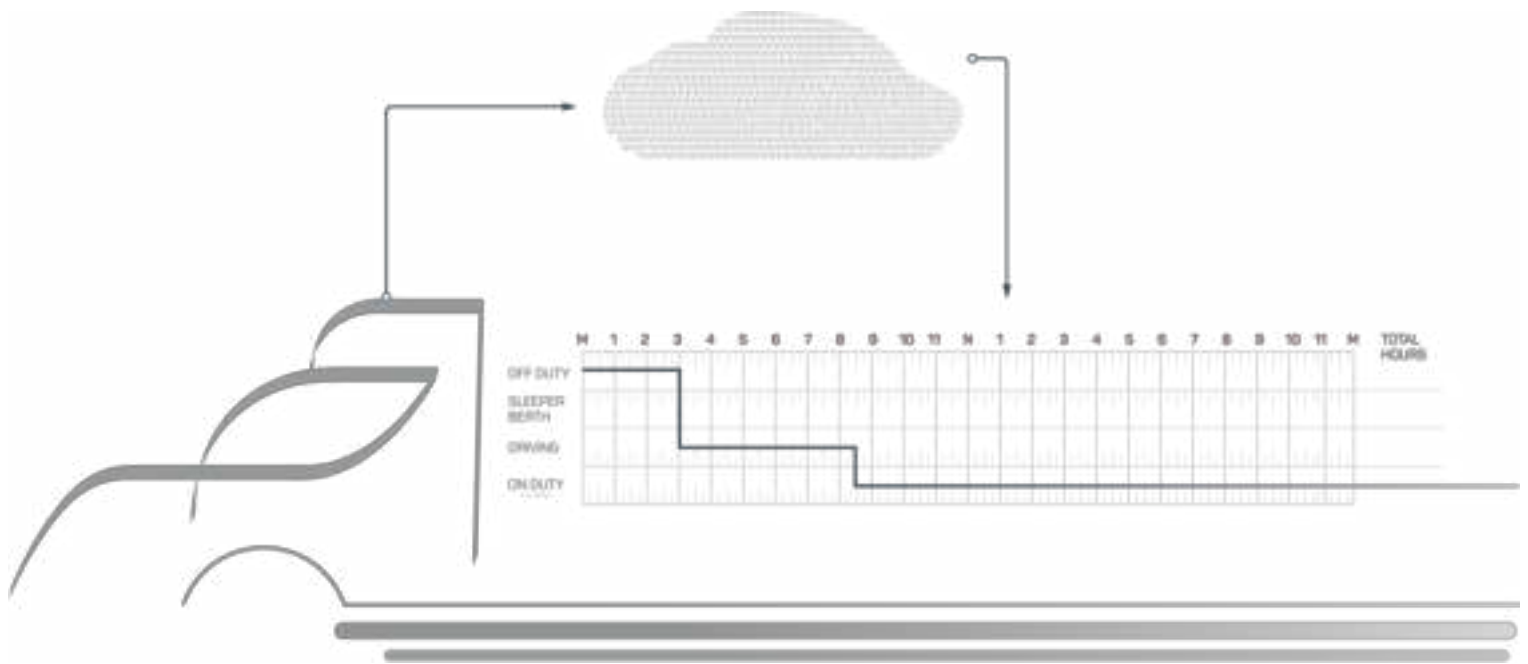 M 1 2 3 4 5 6 7 8 9 10 11 N 1 2 3 4 5 6 7 8 9 10 11 M TOTAL
HOURS
OFF DUTY
SLEEPER
BERTH
DRIVING
ON DUTY